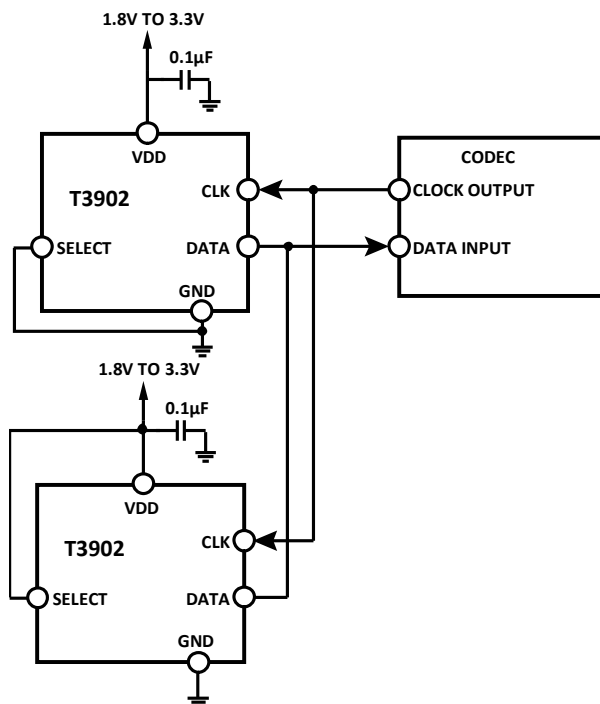 1.8V TO 3.3V
0.1µF
VDD
T3902
CLK
SELECT
DATA
GND
CODEC
CLOCK OUTPUT
DATA INPUT
1.8V TO 3.3V
0.1µF
VDD
T3902
CLK
SELECT
DATA
GND